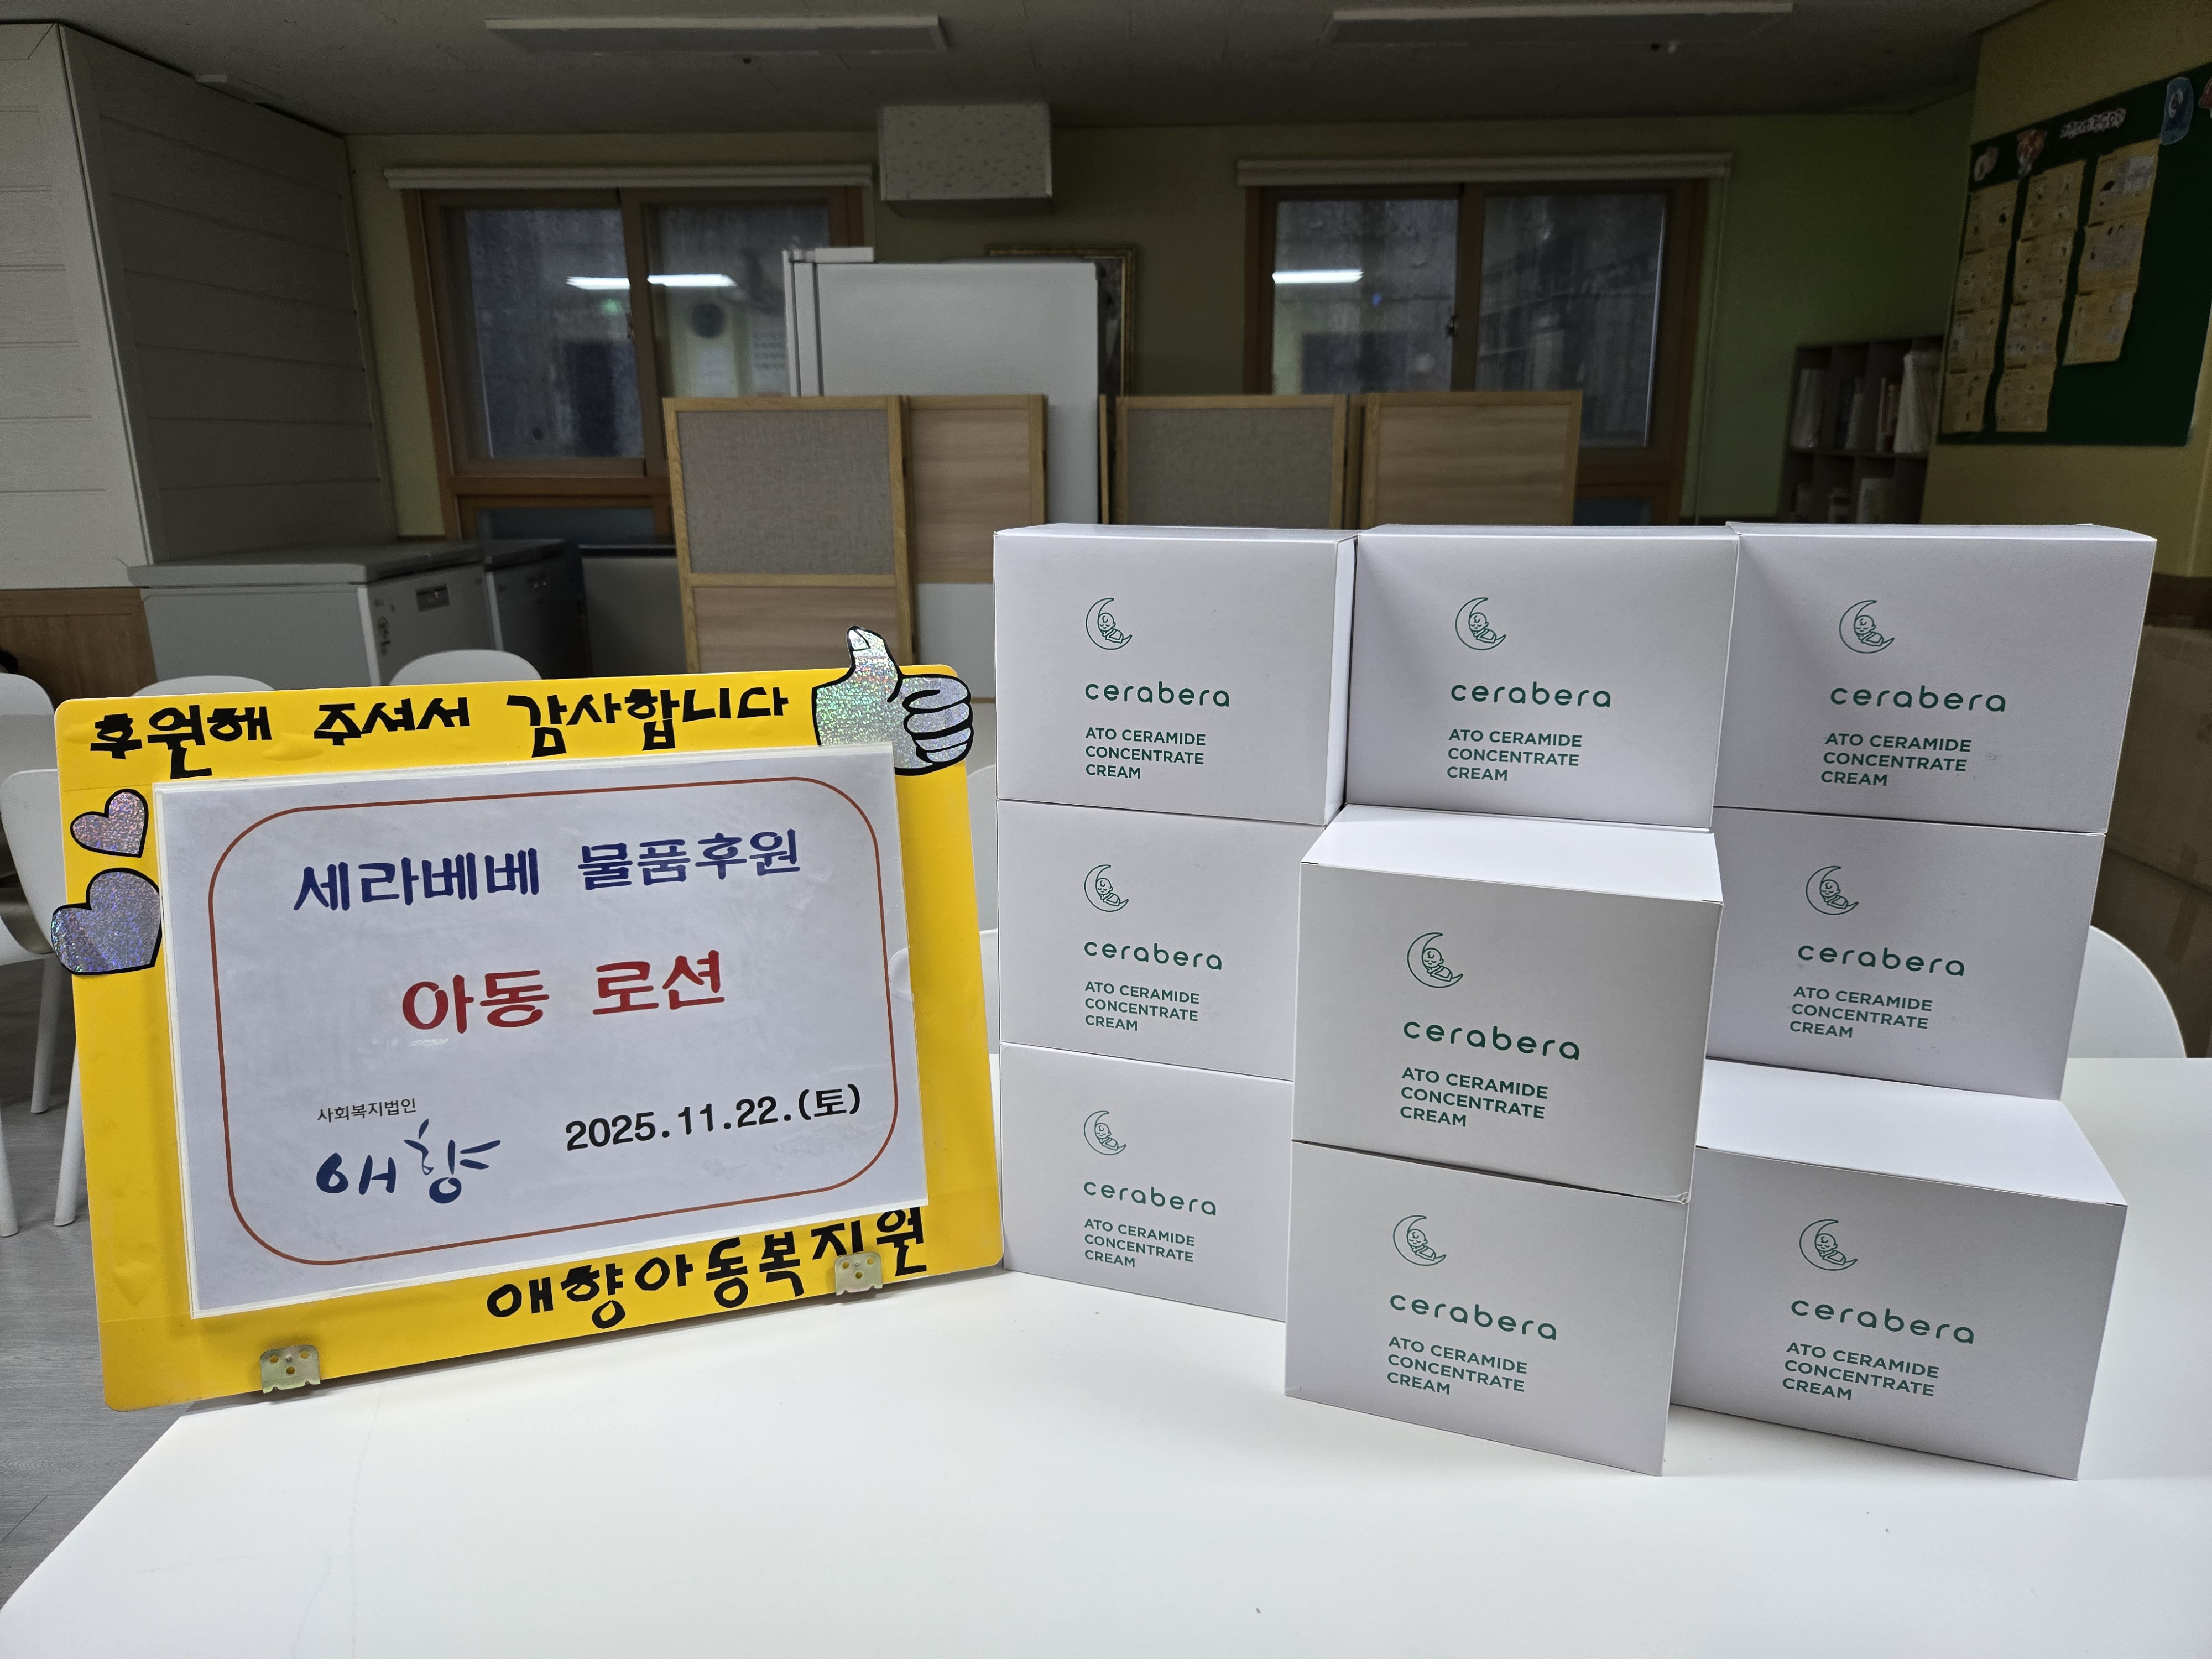 후원해 주셔서 감사합니다
세라베베 물품후원
아동 로션
사회복지법인
애향
2025.11.22.(토)
애향아동복지원
cerabera
ATO CERAMIDE
CONCENTRATE
CREAM
cerabera
ATO CERAMIDE
CONCENTRATE
CREAM
cerabera
ATO CERAMIDE
CONCENTRATE
CREAM
cerabera
ATO CERAMIDE
CONCENTRATE
CREAM
cerabera
ATO CERAMIDE
CONCENTRATE
CREAM
cerabera
ATO CERAMIDE
CONCENTRATE
CREAM
cerabera
ATO CERAMIDE
CONCENTRATE
CREAM
cerabera
ATO CERAMIDE
CONCENTRATE
CREAM
cerabera
ATO CERAMIDE
CONCENTRATE
CREAM